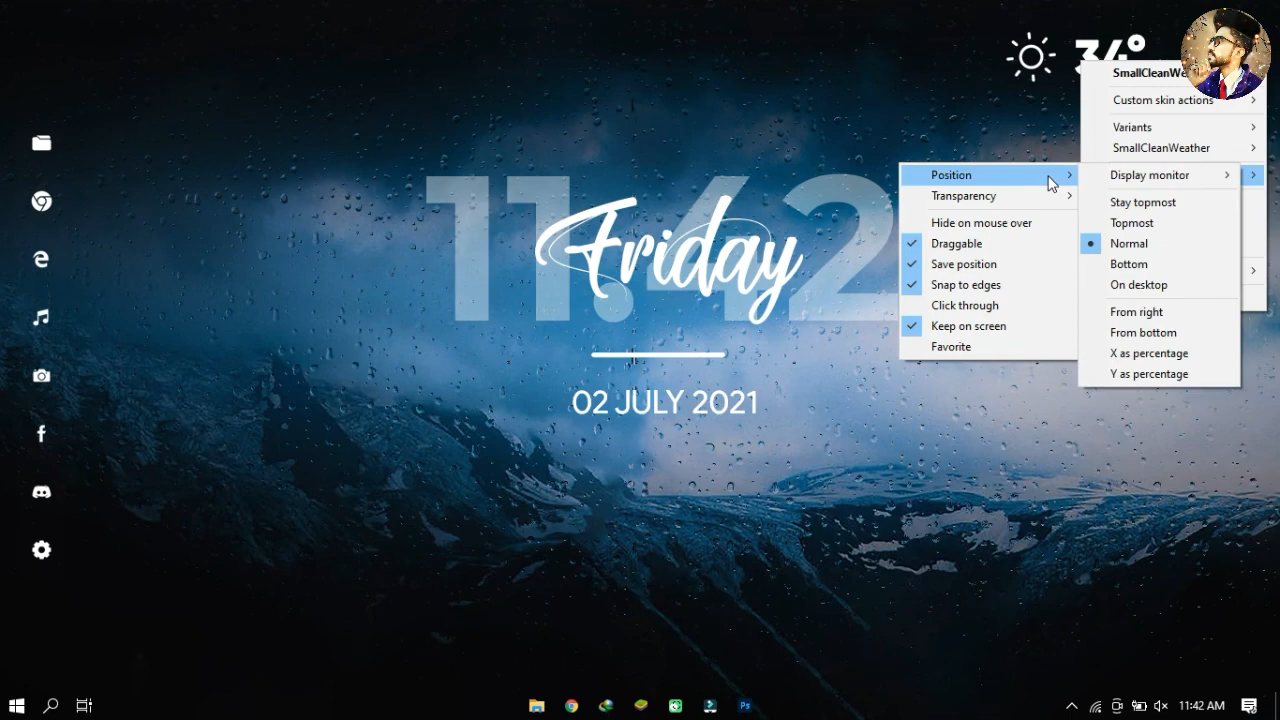 34°
SmallCleanWe
Custom skin actions
Variants
SmallCleanWeather
Position
Transparency
Hide on mouse over
Draggable
Save position
Snap to edges
Click through
Keep on screen
Favorite
Display monitor
Stay topmost
Topmost
Normal
Bottom
On desktop
From right
From bottom
X as percentage
Y as percentage
11.42
Friday
02 JULY 2021
Ps
11:42 AM